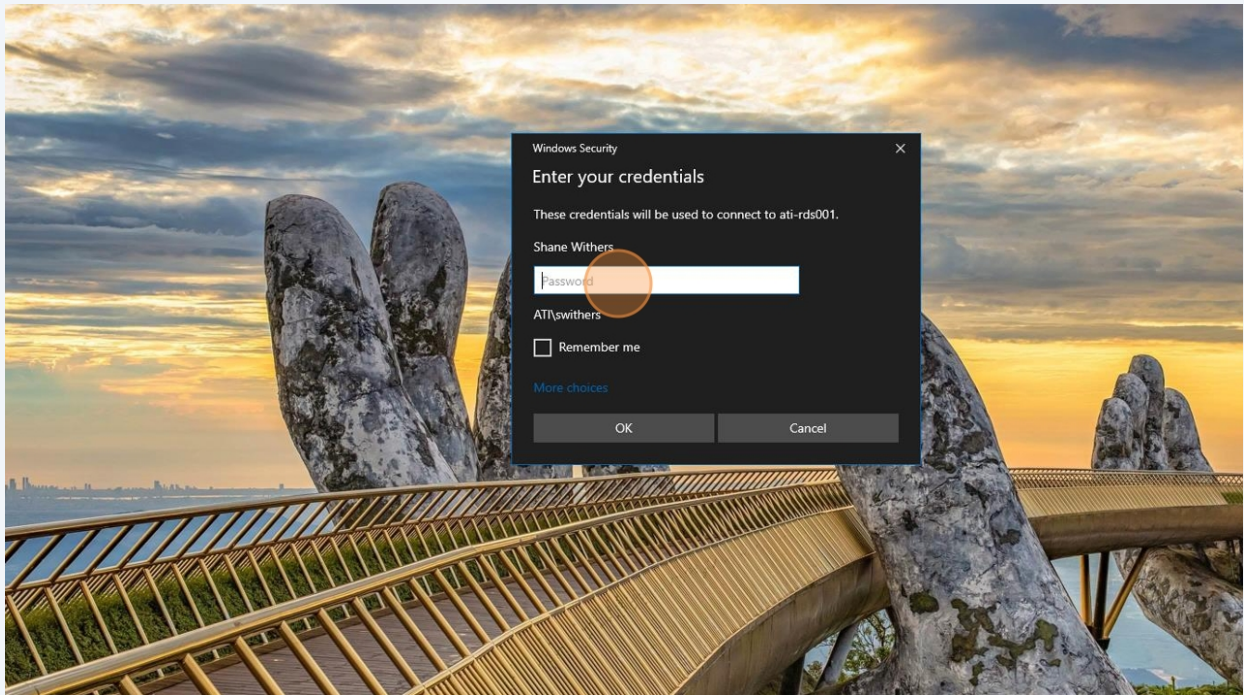 Windows Security
Enter your credentials
These credentials will be used to connect to ati-rds001.
Shane Withers
Password
ATI\swithers
Remember me
More choices
OK Cancel